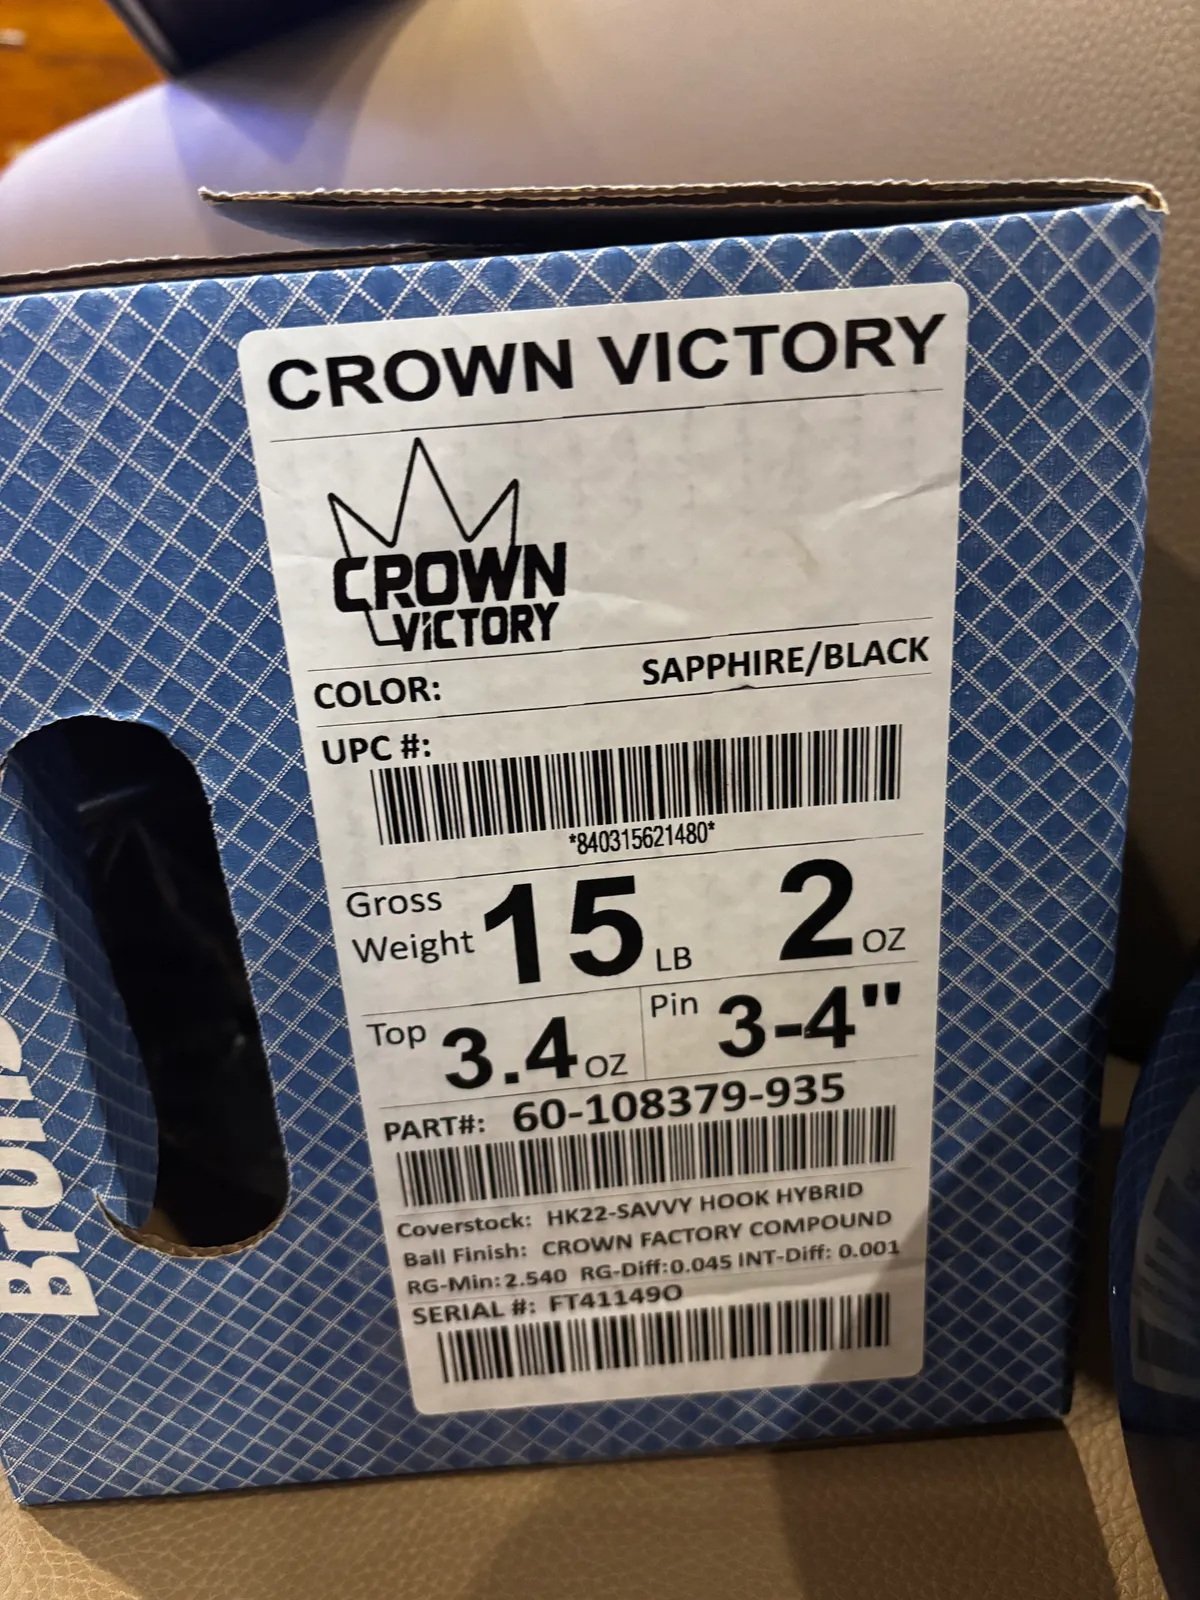 CROWN VICTORY
CROWN
VICTORY
COLOR: SAPPHIRE/BLACK
UPC #:
*840315621480*
Gross Weight 15 LB 2 OZ
Top 3.4 OZ Pin 3-4"
PART#: 60-108379-935
Coverstock: HK22-SAVVY HOOK HYBRID
Ball Finish: CROWN FACTORY COMPOUND
RG-Min: 2.540 RG-Diff:0.045 INT-Diff: 0.001
SERIAL #: FT41149O